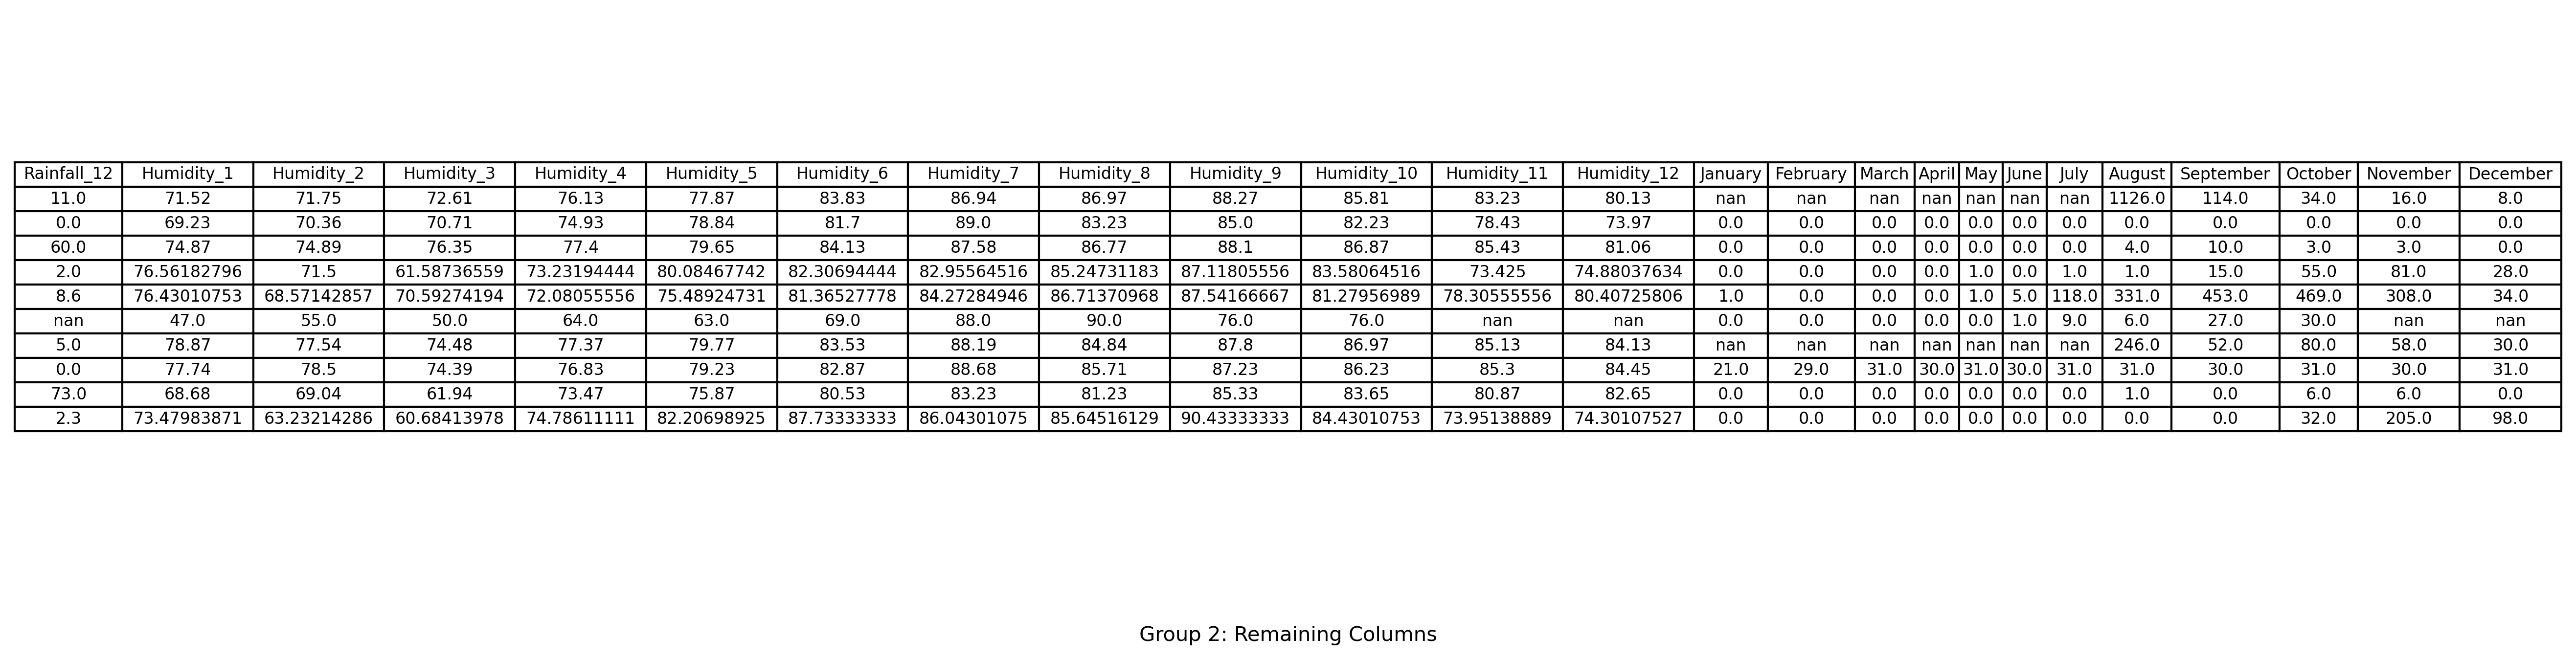 Rainfall_12 Humidity_1 Humidity_2 Humidity_3 Humidity_4 Humidity_5 Humidity_6 Humidity_7 Humidity_8 Humidity_9 Humidity_10 Humidity_11 Humidity_12 January February March April May June July August September October November December
11.0 71.52 71.75 72.61 76.13 77.87 83.83 86.94 86.97 88.27 85.81 83.23 80.13 nan nan nan nan nan nan nan 1126.0 114.0 34.0 16.0 8.0
0.0 69.23 70.36 70.71 74.93 78.84 81.7 89.0 83.23 85.0 82.23 78.43 73.97 0.0 0.0 0.0 0.0 0.0 0.0 0.0 0.0 0.0 0.0 0.0 0.0
60.0 74.87 74.89 76.35 77.4 79.65 84.13 87.58 86.77 88.1 86.87 85.43 81.06 0.0 0.0 0.0 0.0 0.0 0.0 0.0 4.0 10.0 3.0 3.0 0.0
2.0 76.56182796 71.5 61.58736559 73.23194444 80.08467742 82.30694444 82.95564516 85.24731183 87.11805556 83.58064516 73.425 74.88037634 0.0 0.0 0.0 0.0 1.0 0.0 1.0 1.0 15.0 55.0 81.0 28.0
8.6 76.43010753 68.57142857 70.59274194 72.08055556 75.48924731 81.36527778 84.27284946 86.71370968 87.54166667 81.27956989 78.30555556 80.40725806 1.0 0.0 0.0 0.0 1.0 5.0 118.0 331.0 453.0 469.0 308.0 34.0
nan 47.0 55.0 50.0 64.0 63.0 69.0 88.0 90.0 76.0 76.0 nan nan 0.0 0.0 0.0 0.0 0.0 1.0 9.0 6.0 27.0 30.0 nan nan
5.0 78.87 77.54 74.48 77.37 79.77 83.53 88.19 84.84 87.8 86.97 85.13 84.13 nan nan nan nan nan nan nan 246.0 52.0 80.0 58.0 30.0
0.0 77.74 78.5 74.39 76.83 79.23 82.87 88.68 85.71 87.23 86.23 85.3 84.45 21.0 29.0 31.0 30.0 31.0 30.0 31.0 31.0 30.0 31.0 30.0 31.0
73.0 68.68 69.04 61.94 73.47 75.87 80.53 83.23 81.23 85.33 83.65 80.87 82.65 0.0 0.0 0.0 0.0 0.0 0.0 0.0 1.0 0.0 6.0 6.0 0.0
2.3 73.47983871 63.23214286 60.68413978 74.78611111 82.20698925 87.73333333 86.04301075 85.64516129 90.43333333 84.43010753 73.95138889 74.30107527 0.0 0.0 0.0 0.0 0.0 0.0 0.0 0.0 0.0 32.0 205.0 98.0
Group 2: Remaining Columns